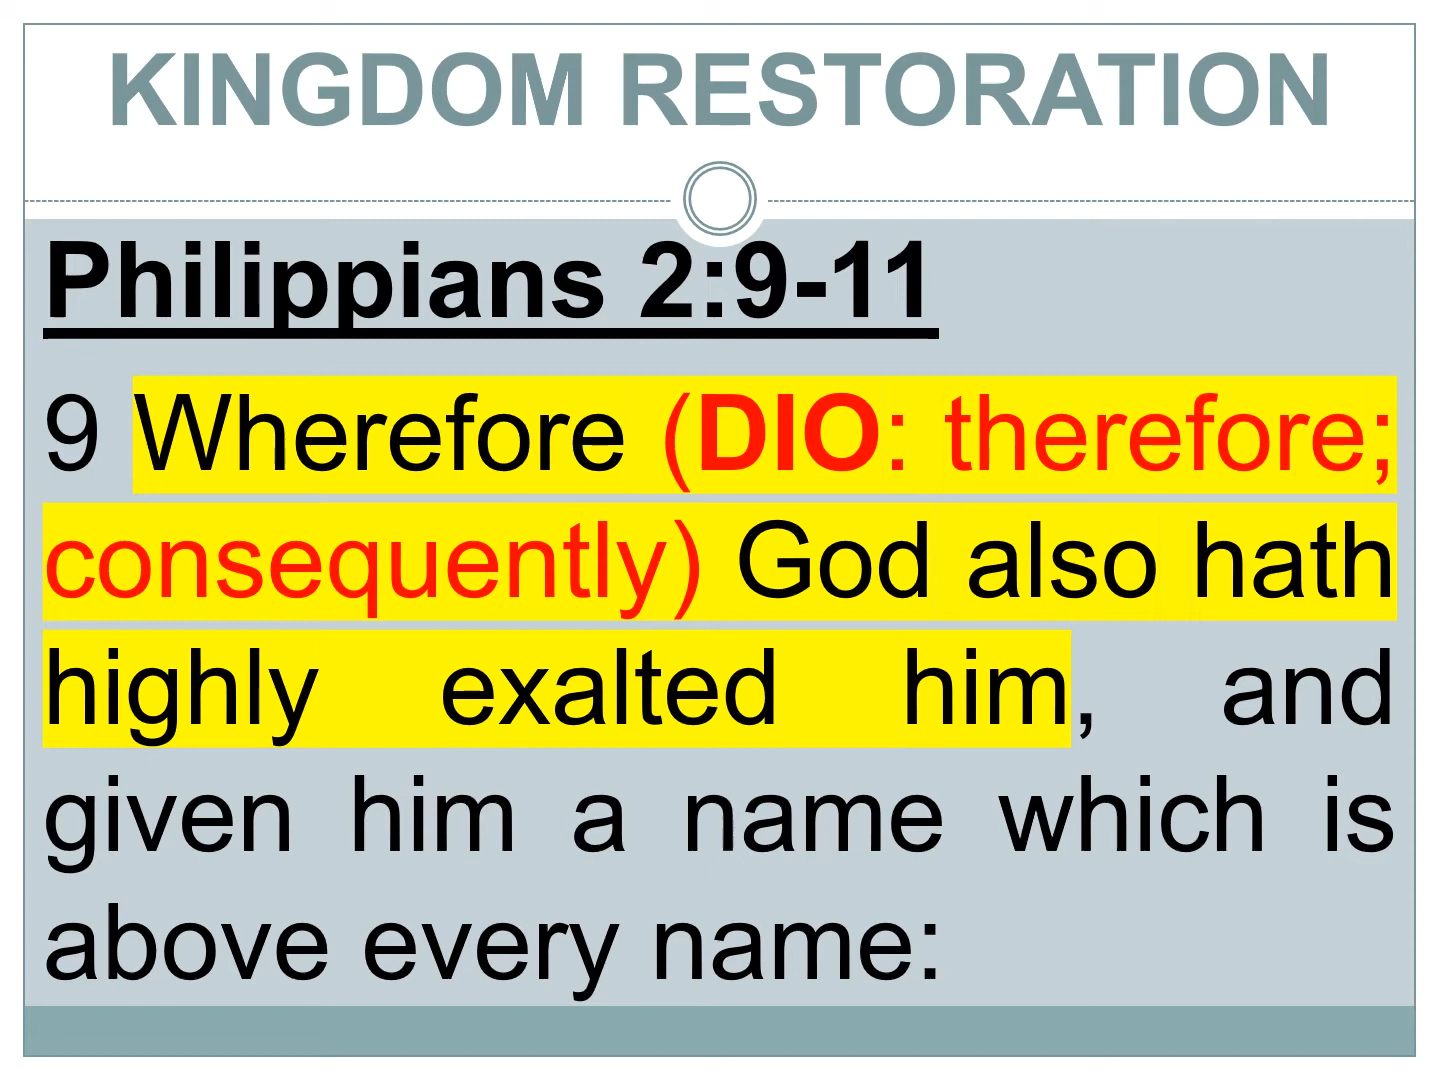 KINGDOM RESTORATION
Philippians 2:9-11
9 Wherefore (DIO: therefore;
consequently) God also hath
highly exalted him, and
given him a name which is
above every name: